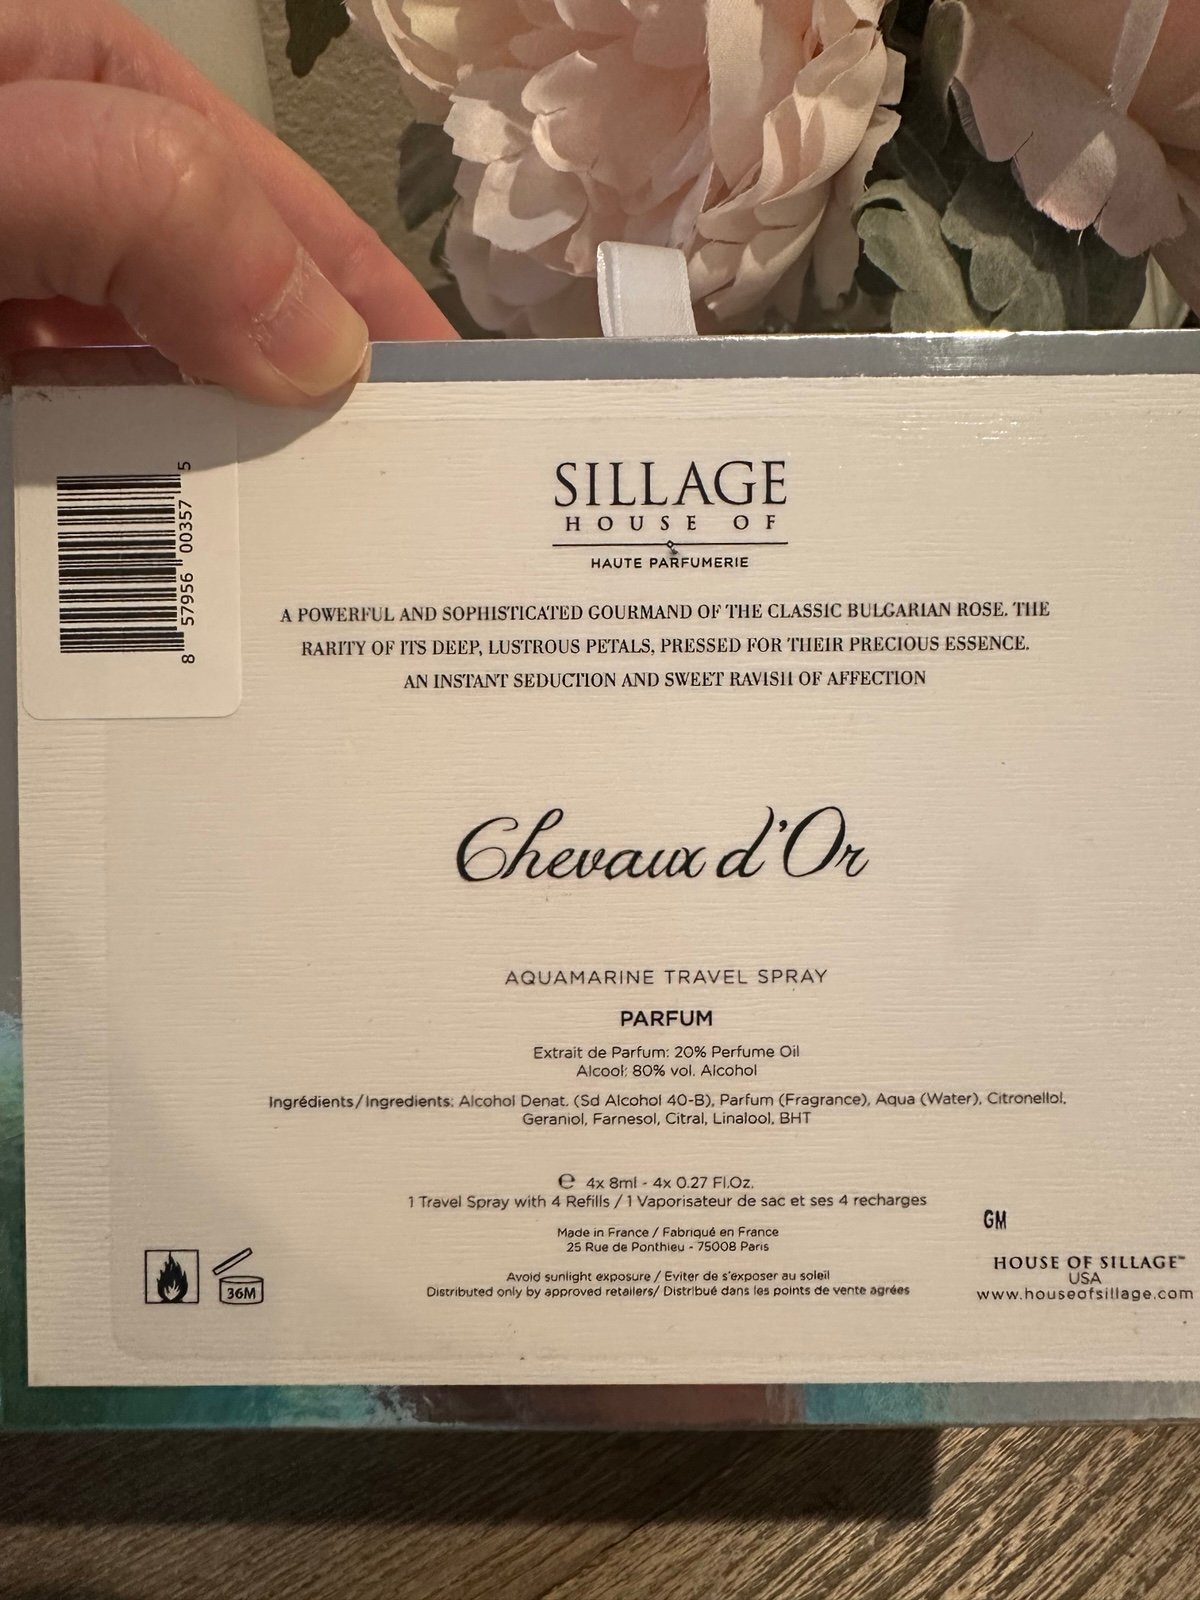 SILLAGE
HOUSE OF
HAUTE PARFUMERIE
A POWERFUL AND SOPHISTICATED GOURMAND OF THE CLASSIC BULGARIAN ROSE. THE
RARITY OF ITS DEEP, LUSTROUS PETALS, PRESSED FOR THEIR PRECIOUS ESSENCE.
AN INSTANT SEDUCTION AND SWEET RAVISH OF AFFECTION
8 57956 00357 5
Chevaux d'Or
AQUAMARINE TRAVEL SPRAY
PARFUM
Extrait de Parfum: 20% Perfume Oil
Alcool: 80% vol. Alcohol
Ingrédients/Ingredients: Alcohol Denat. (Sd Alcohol 40-B), Parfum (Fragrance), Aqua (Water), Citronellol,
Geraniol, Farnesol, Citral, Linalool, BHT
℮ 4x 8ml - 4x 0.27 Fl.Oz.
1 Travel Spray with 4 Refills / 1 Vaporisateur de sac et ses 4 recharges
Made in France / Fabriqué en France
25 Rue de Ponthieu - 75008 Paris
Avoid sunlight exposure / Eviter de s'exposer au soleil
Distributed only by approved retailers/ Distribué dans les points de vente agrées
36M
GM
HOUSE OF SILLAGE™
USA
www.houseofsillage.com